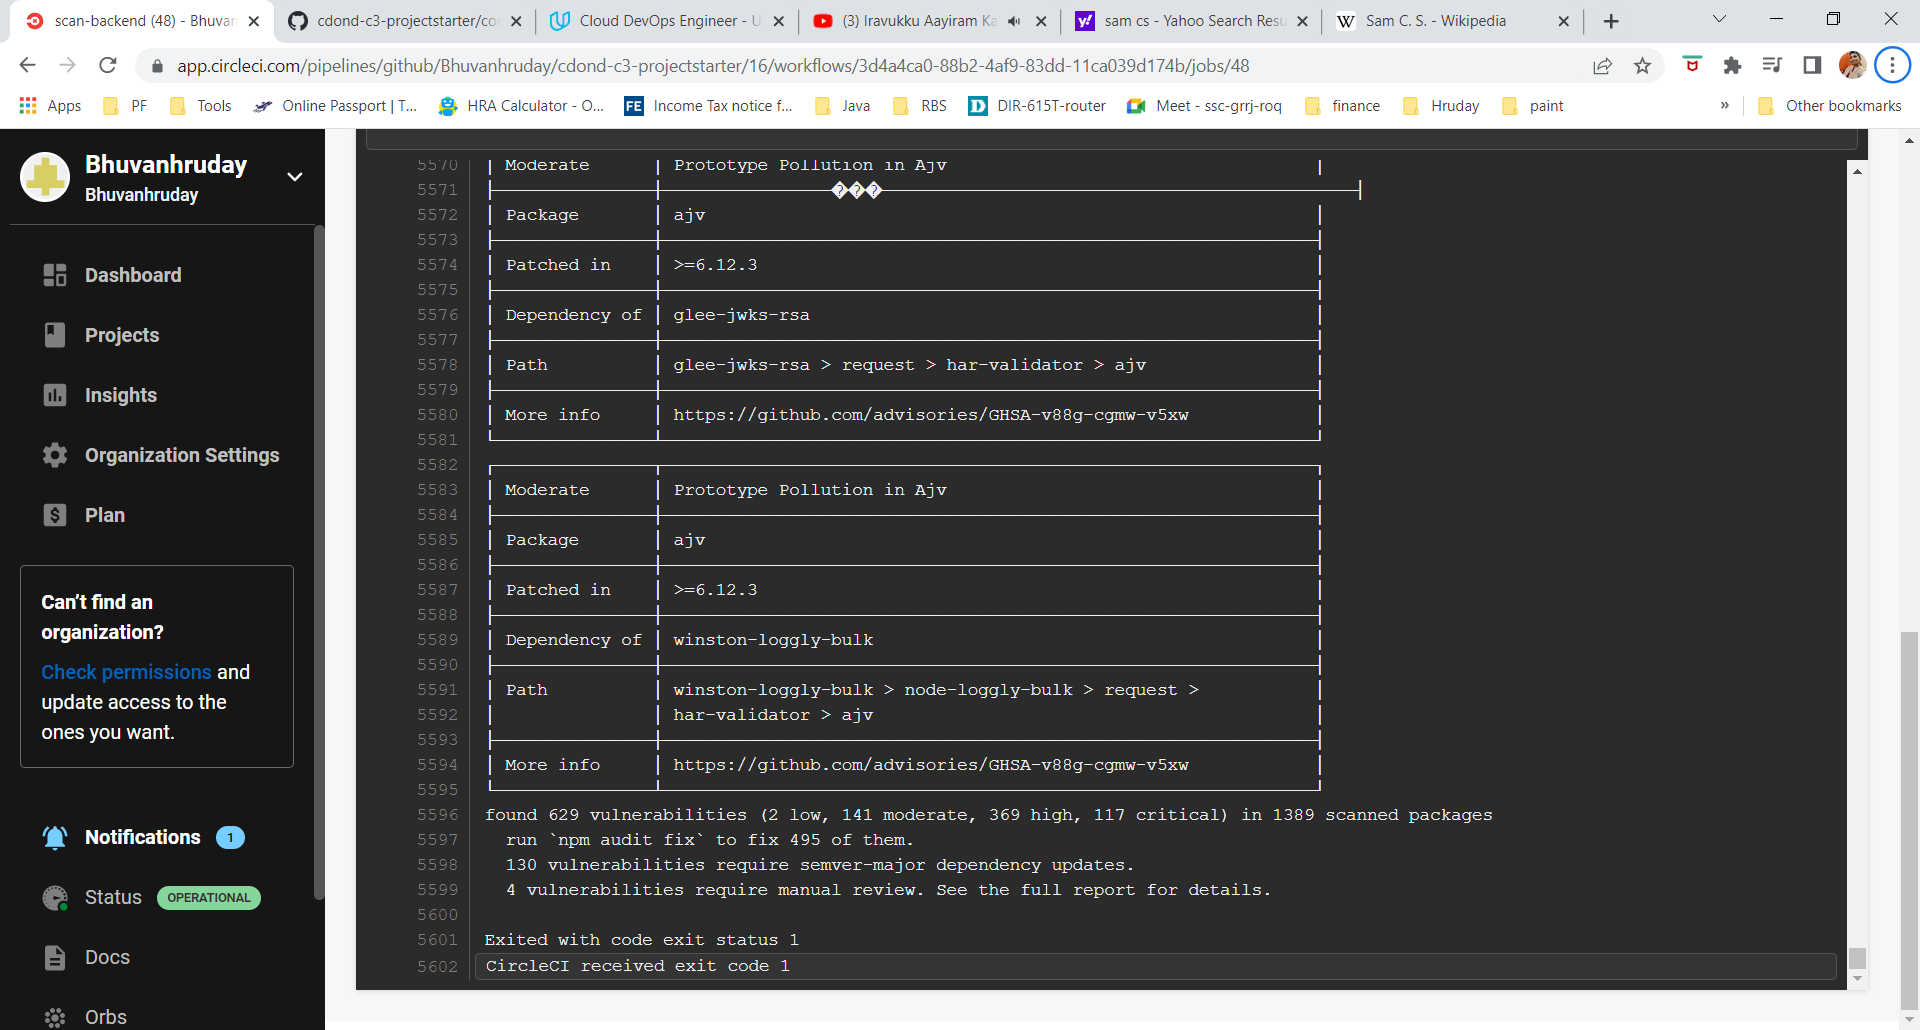 scan-backend (48) - Bhuvan
cdond-c3-projectstarter/cor
Cloud DevOps Engineer - U
(3) Iravukku Aayiram Ka
sam cs - Yahoo Search Resu
Sam C. S. - Wikipedia
app.circleci.com/pipelines/github/Bhuvanhruday/cdond-c3-projectstarter/16/workflows/3d4a4ca0-88b2-4af9-83dd-11ca039d174b/jobs/48
Apps
PF
Tools
Online Passport | T...
HRA Calculator - O...
FE
Income Tax notice f...
Java
RBS
D
DIR-615T-router
Meet - ssc-grrj-roq
finance
Hruday
paint
»
Other bookmarks
Bhuvanhruday
Bhuvanhruday
Dashboard
Projects
Insights
Organization Settings
Plan
Can't find an
organization?
Check permissions and
update access to the
ones you want.
Notifications 1
Status OPERATIONAL
Docs
Orbs
5570 | Moderate | Prototype Pollution in Ajv |
5571 ���
5572 | Package | ajv |
5573
5574 | Patched in | >=6.12.3 |
5575
5576 | Dependency of | glee-jwks-rsa |
5577
5578 | Path | glee-jwks-rsa > request > har-validator > ajv |
5579
5580 | More info | https://github.com/advisories/GHSA-v88g-cgmw-v5xw |
5581
5582
5583 | Moderate | Prototype Pollution in Ajv |
5584
5585 | Package | ajv |
5586
5587 | Patched in | >=6.12.3 |
5588
5589 | Dependency of | winston-loggly-bulk |
5590
5591 | Path | winston-loggly-bulk > node-loggly-bulk > request > |
5592 | | har-validator > ajv |
5593
5594 | More info | https://github.com/advisories/GHSA-v88g-cgmw-v5xw |
5595
5596 found 629 vulnerabilities (2 low, 141 moderate, 369 high, 117 critical) in 1389 scanned packages
5597 run `npm audit fix` to fix 495 of them.
5598 130 vulnerabilities require semver-major dependency updates.
5599 4 vulnerabilities require manual review. See the full report for details.
5600
5601 Exited with code exit status 1
5602 CircleCI received exit code 1